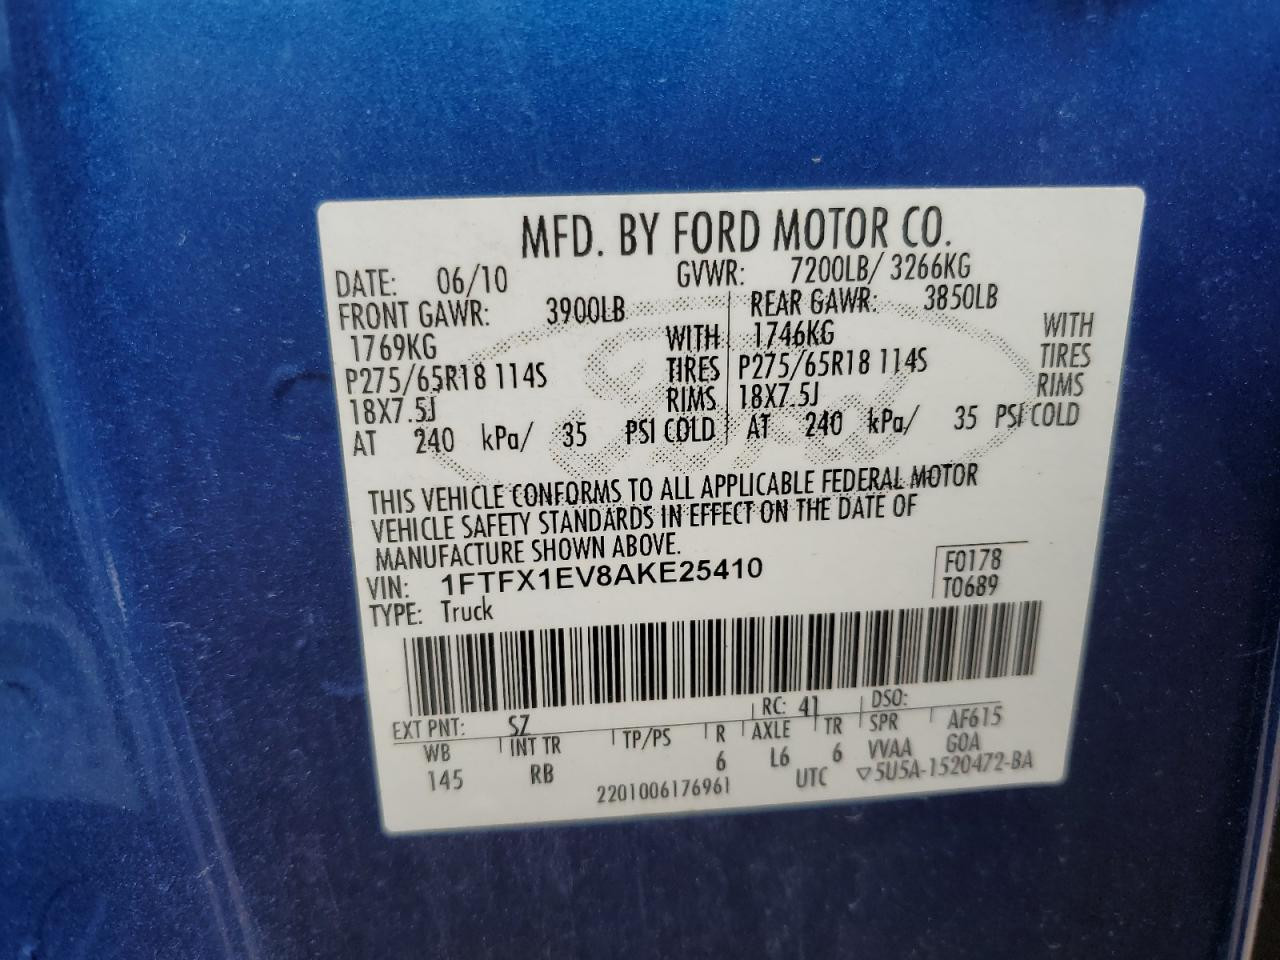 MFD. BY FORD MOTOR CO.
DATE: 06/10 GVWR: 7200LB/ 3266KG
FRONT GAWR: 3900LB REAR GAWR: 3850LB
1769KG WITH 1746KG WITH
P275/65R18 114S TIRES P275/65R18 114S TIRES
18X7.5J RIMS 18X7.5J RIMS
AT 240 kPa/ 35 PSI COLD AT 240 kPa/ 35 PSI COLD
THIS VEHICLE CONFORMS TO ALL APPLICABLE FEDERAL MOTOR
VEHICLE SAFETY STANDARDS IN EFFECT ON THE DATE OF
MANUFACTURE SHOWN ABOVE.
VIN: 1FTFX1EV8AKE25410 F0178
TYPE: Truck T0689
EXT PNT: SZ RC: 41 DSO:
WB INT TR TP/PS R AXLE TR SPR AF615
145 RB 6 L6 6 VVAA GOA
2201006176961 UTC ▽5U5A-1520472-BA